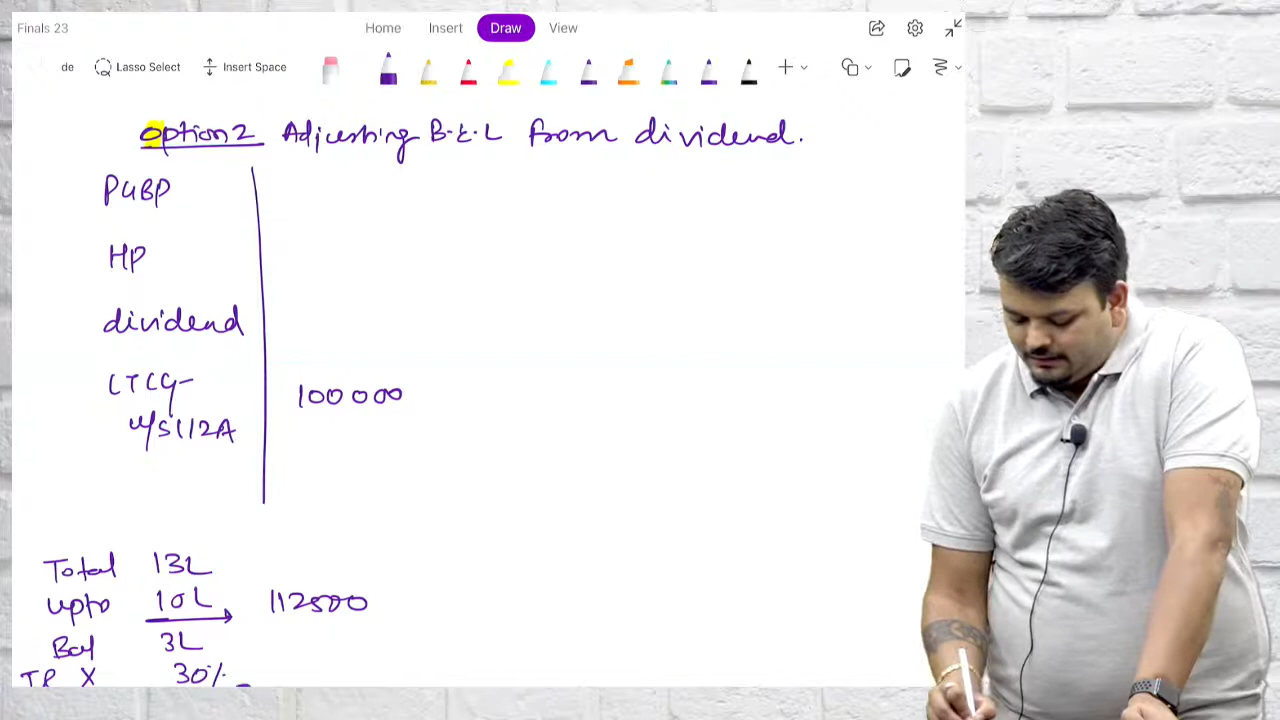 Finals 23
Home Insert Draw View
de Lasso Select Insert Space
Option 2 Adjusting B.E.L from dividend.
PGBP
HP
dividend
LTCG
u/s 112A 100000
Total 13L
upto 10L 112500
Bal 3L
TR X 30%